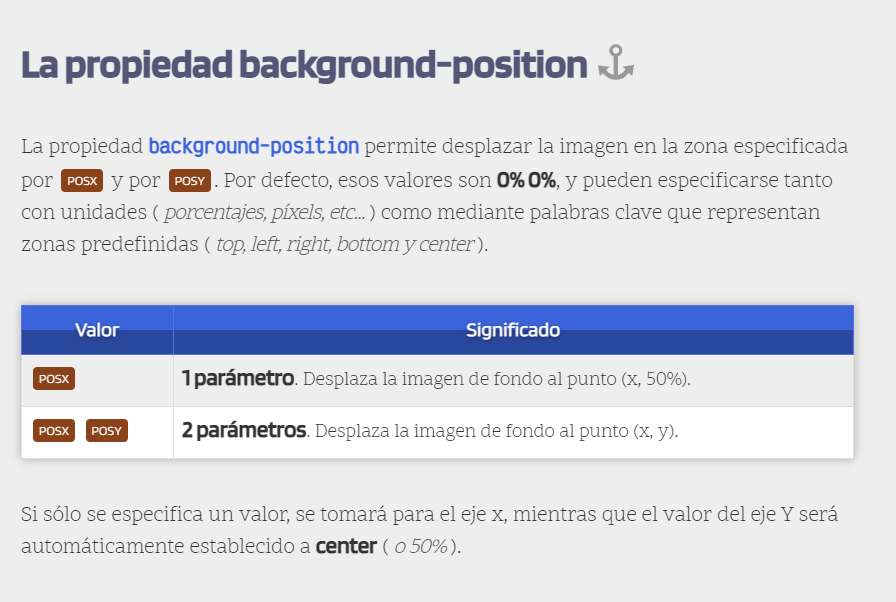 La propiedad background-position
La propiedad background-position permite desplazar la imagen en la zona especificada
por POSX y por POSY . Por defecto, esos valores son 0% 0%, y pueden especificarse tanto
con unidades ( porcentajes, píxels, etc... ) como mediante palabras clave que representan
zonas predefinidas ( top, left, right, bottom y center ).
Valor Significado
POSX 1 parámetro. Desplaza la imagen de fondo al punto (x, 50%).
POSX POSY 2 parámetros. Desplaza la imagen de fondo al punto (x, y).
Si sólo se especifica un valor, se tomará para el eje x, mientras que el valor del eje Y será
automáticamente establecido a center ( o 50% ).